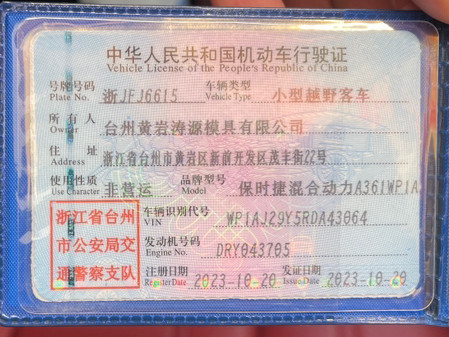 中华人民共和国机动车行驶证
Vehicle License of the People's Republic of China
号牌号码 浙JFJ6615 车辆类型 小型越野客车
Plate No. Vehicle Type
所有人 台州黄岩涛源模具有限公司
Owner
住址 浙江省台州市黄岩区新前开发区茂丰街22号
Address
使用性质 非营运 品牌型号 保时捷混合动力A361WP1A
Use Character Model
浙江省台州
市公安局交
通警察支队
车辆识别代号 WP1AJ29Y5RDA43064
VIN
发动机号码 DRY043705
Engine No.
注册日期 2023-10-20 发证日期 2023-10-20
Register Date Issue Date